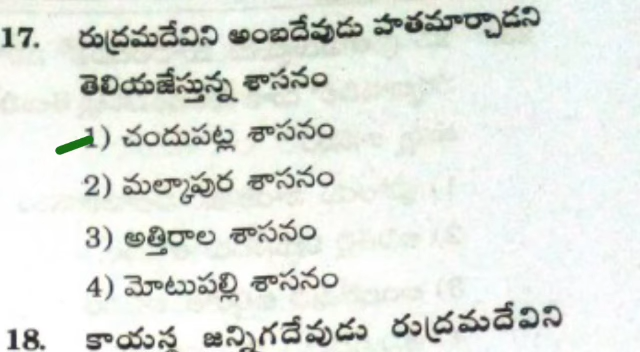 17. రుద్రమదేవిని అంబదేవుడు హతమార్చాడని
తెలియజేస్తున్న శాసనం
1) చందుపట్ల శాసనం
2) మల్కాపుర శాసనం
3) అత్తిరాల శాసనం
4) మోటుపల్లి శాసనం
18. కాయస్థ జన్నిగదేవుడు రుద్రమదేవిని